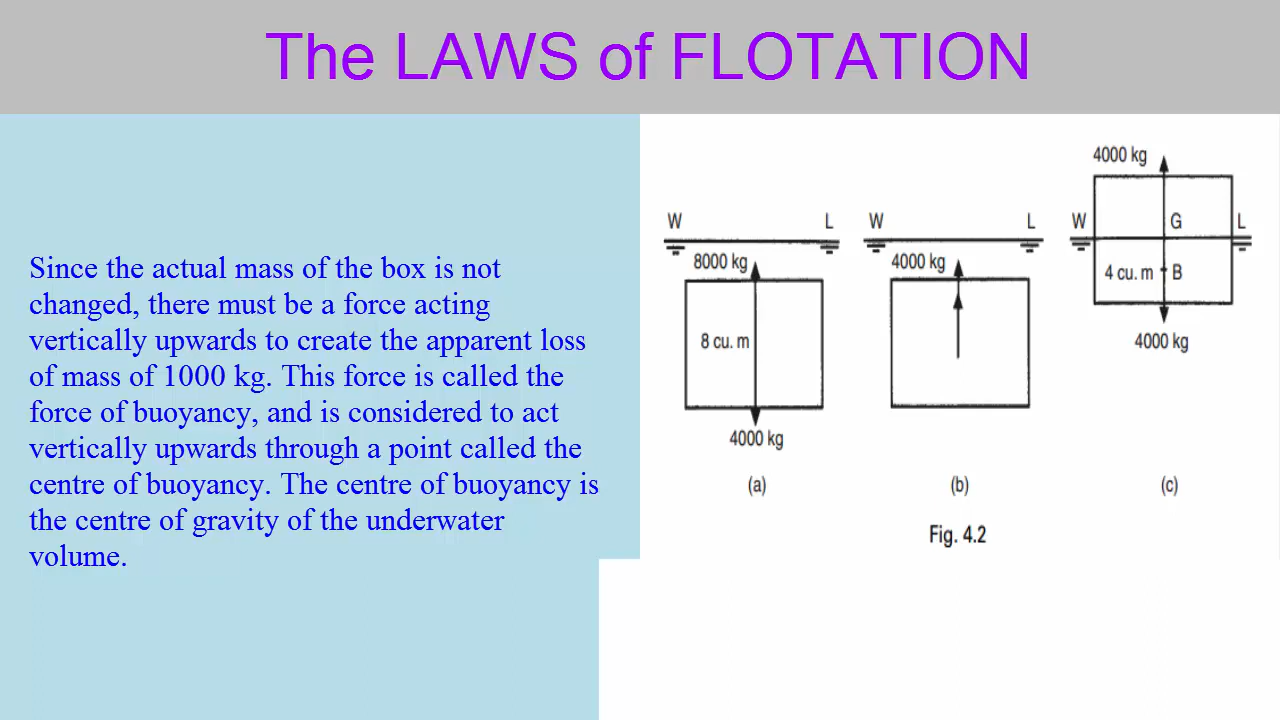 The LAWS of FLOTATION
Since the actual mass of the box is not
changed, there must be a force acting
vertically upwards to create the apparent loss
of mass of 1000 kg. This force is called the
force of buoyancy, and is considered to act
vertically upwards through a point called the
centre of buoyancy. The centre of buoyancy is
the centre of gravity of the underwater
volume.
W L
8000 kg
8 cu. m
4000 kg
(a)
W L
4000 kg
(b)
4000 kg
W G L
4 cu. m B
4000 kg
(c)
Fig. 4.2